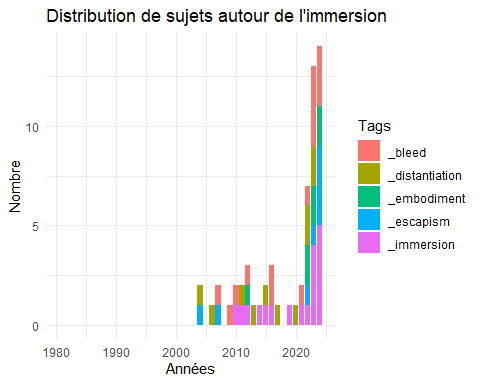 Distribution de sujets autour de l'immersion
Nombre
10
5
0
1980 1990 2000 2010 2020
Années
Tags
_bleed
_distantiation
_embodiment
_escapism
_immersion